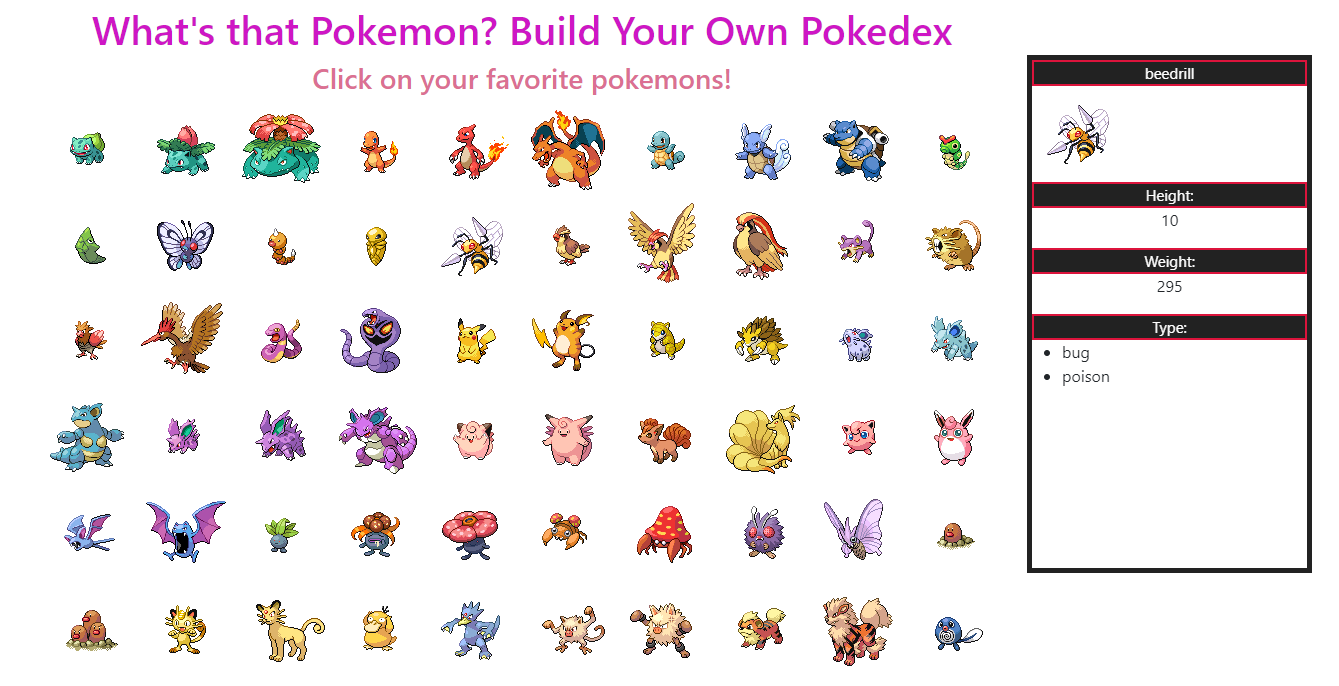 What's that Pokemon? Build Your Own Pokedex
Click on your favorite pokemons!
beedrill
Height:
10
Weight:
295
Type:
bug
poison